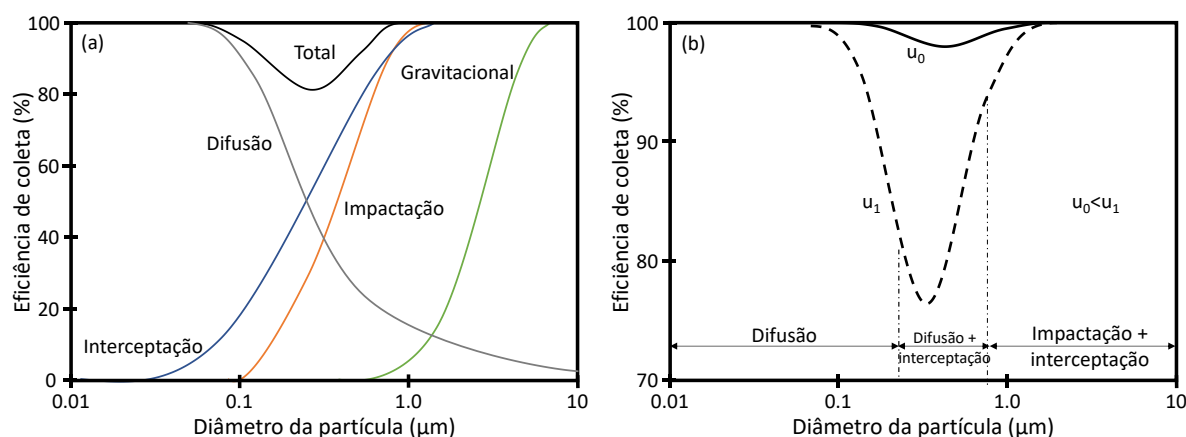 Eficiência de coleta (%)
100
80
60
40
20
0
(a)
Total
Gravitacional
Difusão
Impactação
Interceptação
0.01
0.1
1.0
10
Diâmetro da partícula (µm)
Eficiência de coleta (%)
100
90
80
70
(b)
u0
u1
u0<u1
Difusão
Difusão +
interceptação
Impactação +
interceptação
0.01
0.1
1.0
10
Diâmetro da partícula (µm)